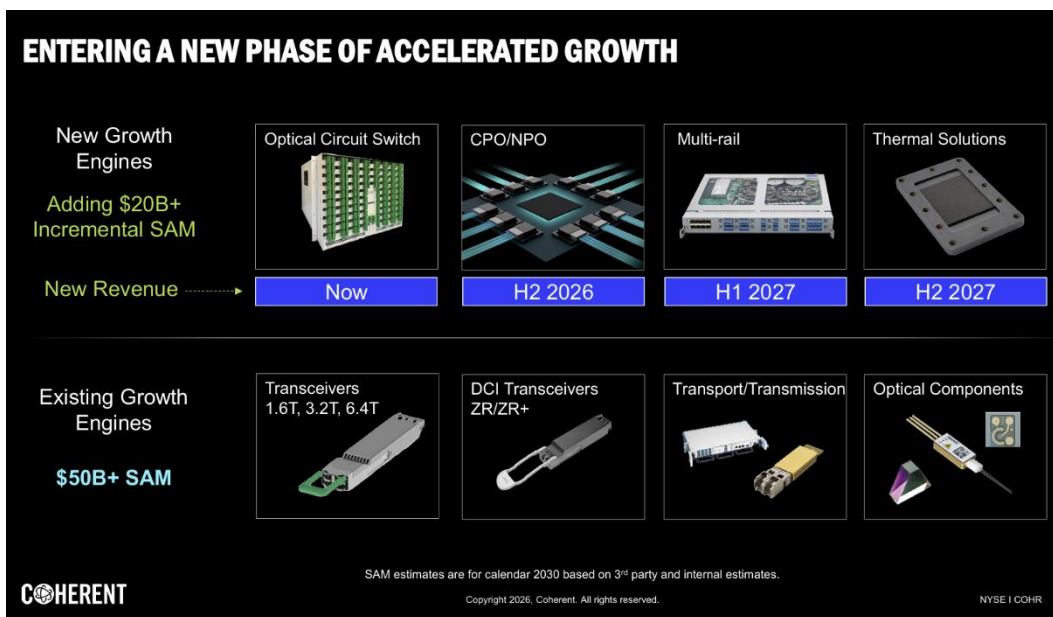 ENTERING A NEW PHASE OF ACCELERATED GROWTH
New Growth
Engines
Adding $20B+
Incremental SAM
New Revenue
Optical Circuit Switch
CPO/NPO
Multi-rail
Thermal Solutions
Now
H2 2026
H1 2027
H2 2027
Existing Growth
Engines
$50B+ SAM
Transceivers
1.6T, 3.2T, 6.4T
DCI Transceivers
ZR/ZR+
Transport/Transmission
Optical Components
SAM estimates are for calendar 2030 based on 3rd party and internal estimates.
COHERENT
Copyright 2026, Coherent. All rights reserved.
NYSE I COHR